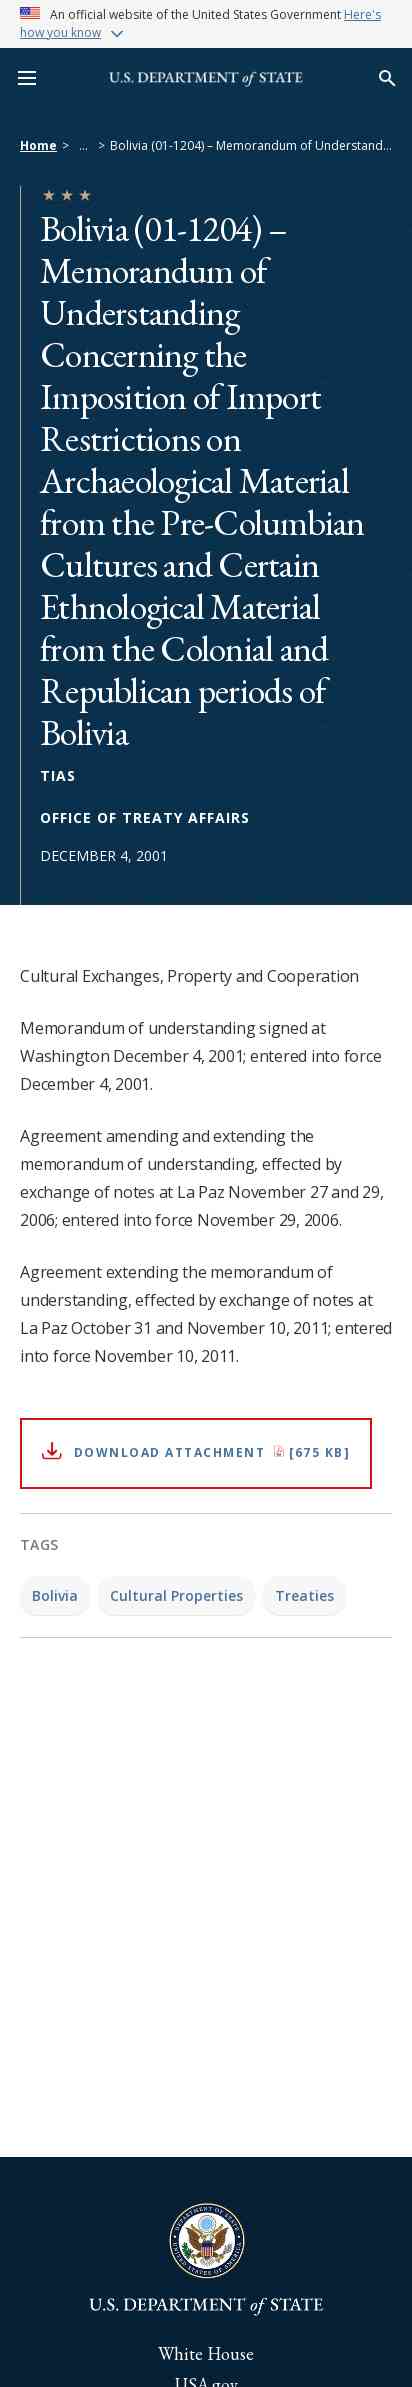 An official website of the United States Government Here's
how you know
U.S. DEPARTMENT of STATE
Home > ... > Bolivia (01-1204) – Memorandum of Understand...
Bolivia (01-1204) –
Memorandum of
Understanding
Concerning the
Imposition of Import
Restrictions on
Archaeological Material
from the Pre-Columbian
Cultures and Certain
Ethnological Material
from the Colonial and
Republican periods of
Bolivia
TIAS
OFFICE OF TREATY AFFAIRS
DECEMBER 4, 2001
Cultural Exchanges, Property and Cooperation
Memorandum of understanding signed at
Washington December 4, 2001; entered into force
December 4, 2001.
Agreement amending and extending the
memorandum of understanding, effected by
exchange of notes at La Paz November 27 and 29,
2006; entered into force November 29, 2006.
Agreement extending the memorandum of
understanding, effected by exchange of notes at
La Paz October 31 and November 10, 2011; entered
into force November 10, 2011.
DOWNLOAD ATTACHMENT [675 KB]
TAGS
Bolivia Cultural Properties Treaties
DEPARTMENT OF STATE
UNITED STATES OF AMERICA
U.S. DEPARTMENT of STATE
White House
USA.gov